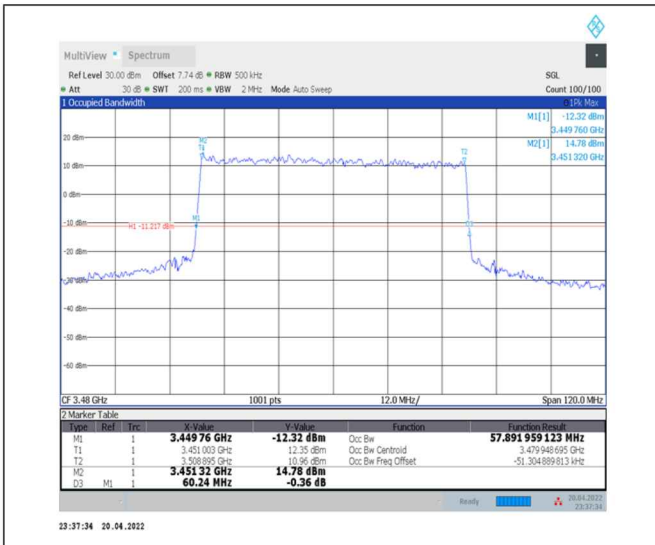 MultiView Spectrum
Ref Level 30.00 dBm Offset 7.74 dB RBW 500 kHz SGL
Att 30 dB SWT 200 ms VBW 2 MHz Mode Auto Sweep Count 100/100
1 Occupied Bandwidth 1Pk Max
M1[1] -12.32 dBm
3.449 760 GHz
M2[1] 14.78 dBm
3.451 320 GHz
M2
T1
T2
20 dBm
10 dBm
0 dBm
-10 dBm
H1 -11.217 dBm
M1
D3
-20 dBm
-30 dBm
-40 dBm
-50 dBm
-60 dBm
CF 3.48 GHz 1001 pts 12.0 MHz/ Span 120.0 MHz
2 Marker Table
Type Ref Trc X-Value Y-Value Function Function Result
M1 1 3.449 76 GHz -12.32 dBm Occ Bw 57.891 959 123 MHz
T1 1 3.451 003 GHz 12.35 dBm Occ Bw Centroid 3.479 948 695 GHz
T2 1 3.508 895 GHz 10.96 dBm Occ Bw Freq Offset -51.304 889 813 kHz
M2 1 3.451 32 GHz 14.78 dBm
D3 M1 1 60.24 MHz -0.36 dB
Ready 20.04.2022
23:37:34
23:37:34 20.04.2022